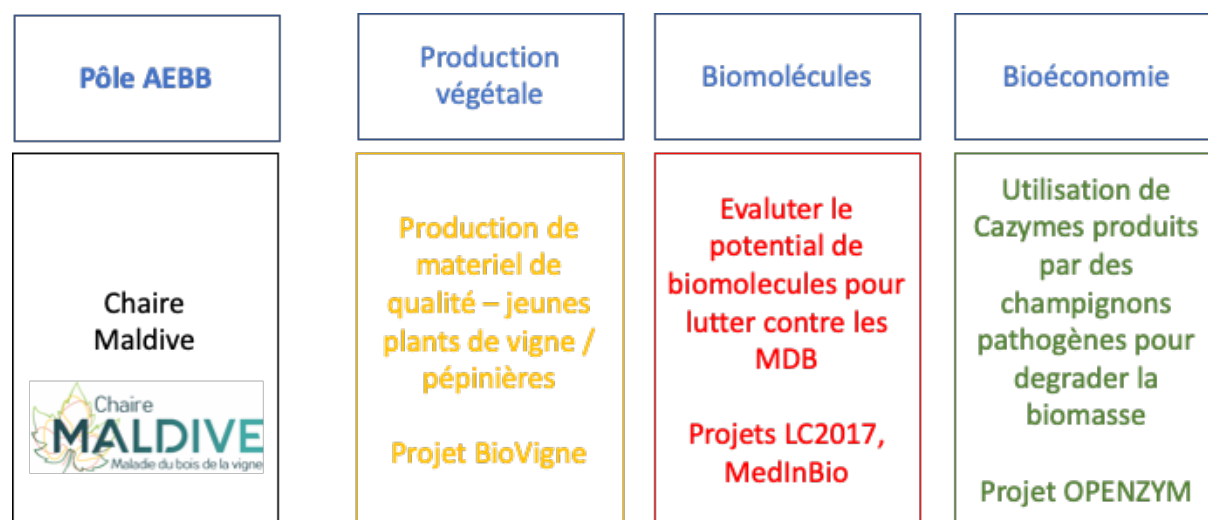 Pôle AEBB
Production
végétale
Biomolécules
Bioéconomie
Chaire
Maldive
Chaire
MALDIVE
Maladie du bois de la vigne
Production de
materiel de
qualité – jeunes
plants de vigne /
pépinières
Projet BioVigne
Evaluter le
potential de
biomolecules pour
lutter contre les
MDB
Projets LC2017,
MedInBio
Utilisation de
Cazymes produits
par des
champignons
pathogènes pour
degrader la
biomasse
Projet OPENZYM